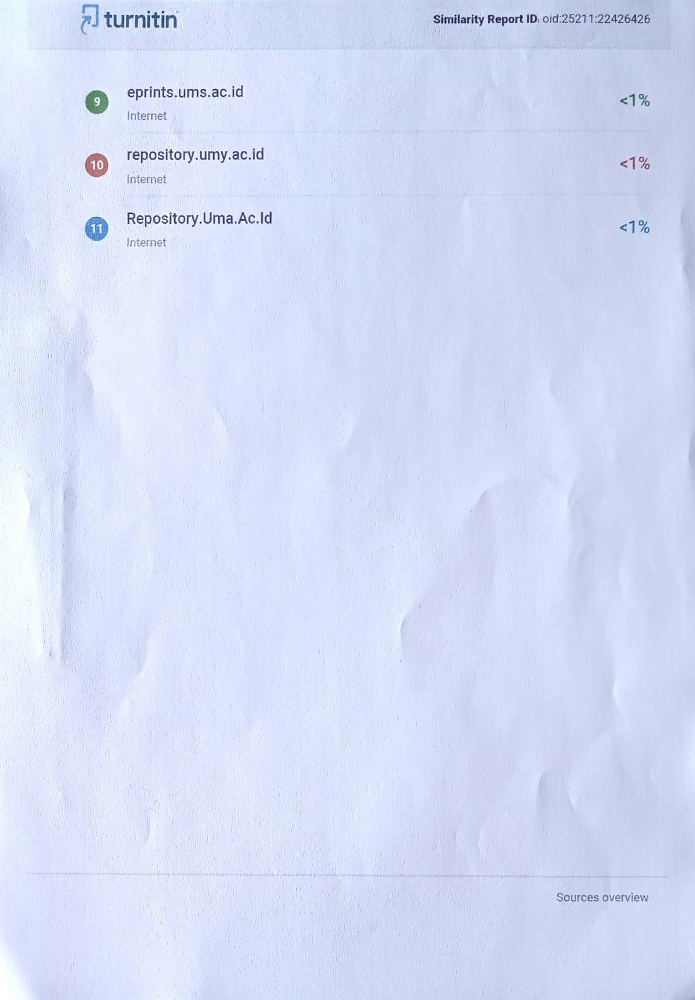 turnitin
Similarity Report ID: oid:25211:22426426
9
eprints.ums.ac.id
<1%
Internet
10
repository.umy.ac.id
<1%
Internet
11
Repository.Uma.Ac.Id
<1%
Internet
Sources overview